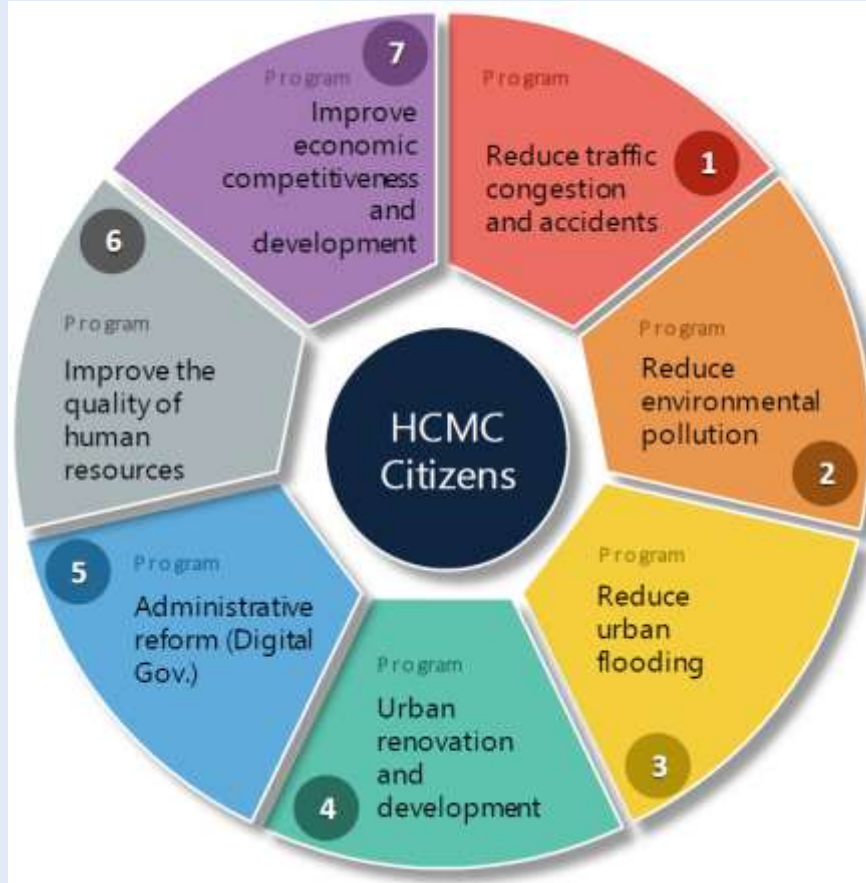 Program
1
Reduce traffic
congestion
and accidents
Program
Reduce
environmental
pollution
2
Program
Reduce
urban
flooding
3
Program
Urban
renovation
and
development
4
5
Program
Administrative
reform (Digital
Gov.)
6
Program
Improve the
quality of
human
resources
7
Program
Improve
economic
competitiveness
and
development
HCMC
Citizens